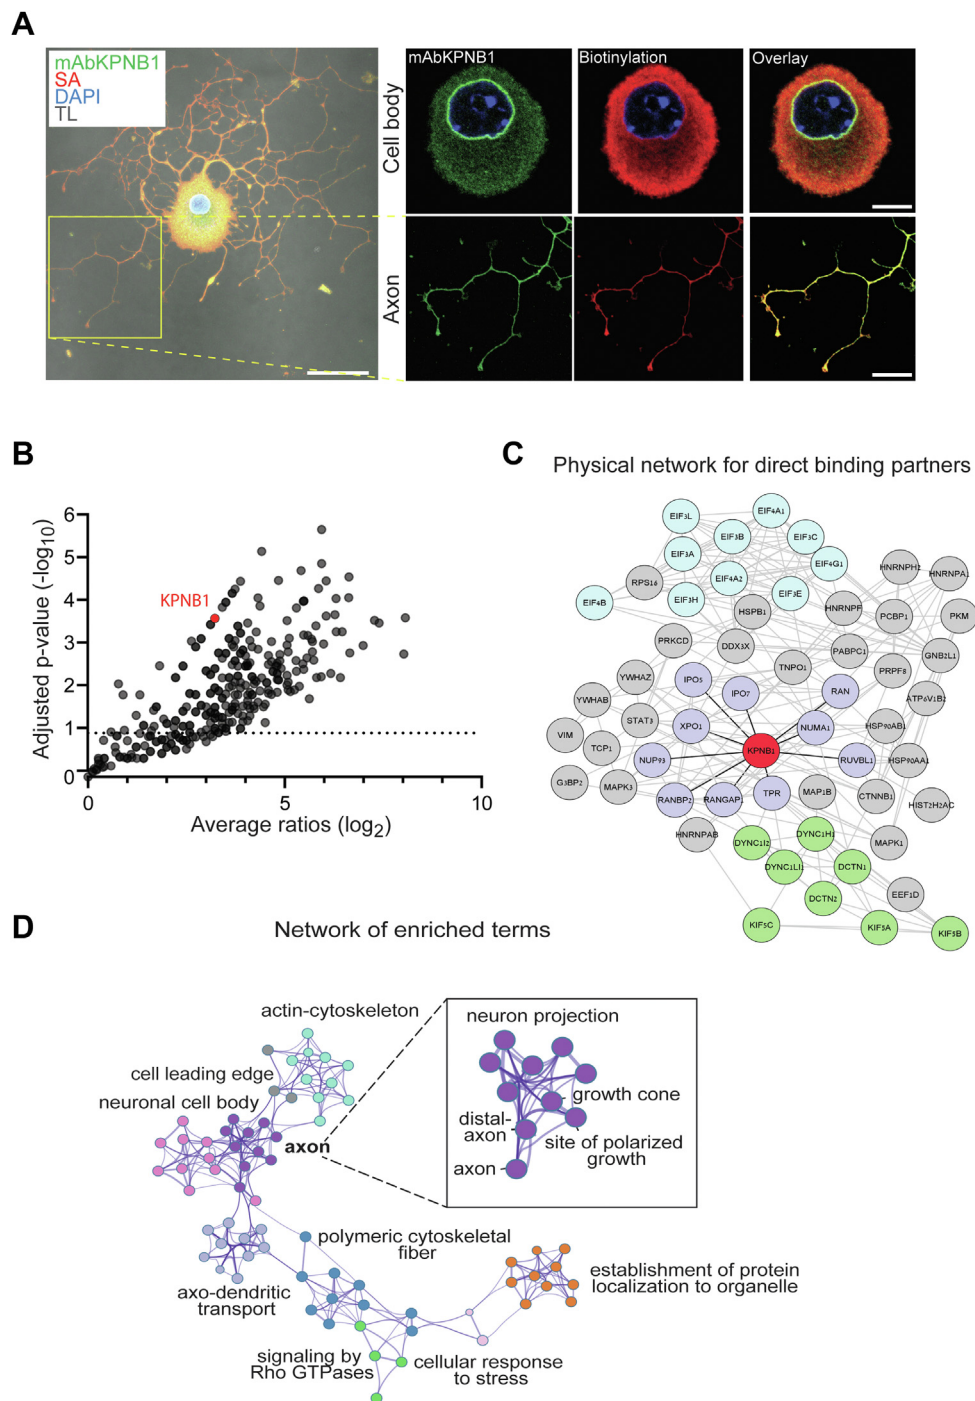 A
mAbKPNB1
SA
DAPI
TL
Cell body
Axon
mAbKPNB1
Biotinylation
Overlay
B
Adjusted p-value (-log10)
6
5
4
3
2
1
0
KPNB1
0
5
10
Average ratios (log2)
C
Physical network for direct binding partners
EIF3L
EIF4A1
EIF3B
EIF3C
EIF3A
EIF4G1
HNRNPH2
HNRNPA1
RPS16
EIF4A2
EIF4B
EIF3H
EIF3E
HSPB1
HNRNPF
PCBP1
PKM
PRKCD
DDX3X
PABPC1
GNB2L1
TNPO1
PRPF8
YWHAZ
IPO5
IPO7
RAN
ATP6V1B2
YWHAB
STAT3
XPO1
NUMA1
HSP90AB1
VIM
TCP1
KPNB1
NUP93
RUVBL1
HSP90AA1
G3BP2
MAPK3
RANBP2
RANGAP1
TPR
MAP1B
CTNNB1
HIST2H2AC
HNRNPAB
DYNC1I2
DYNC1H1
MAPK1
DYNC1LI1
DCTN1
DCTN2
EEF1D
KIF5C
KIF5A
KIF5B
D
Network of enriched terms
actin-cytoskeleton
cell leading edge
neuronal cell body
axon
neuron projection
growth cone
distal-
axon
site of polarized
growth
axon
polymeric cytoskeletal
fiber
axo-dendritic
transport
establishment of protein
localization to organelle
signaling by
Rho GTPases
cellular response
to stress